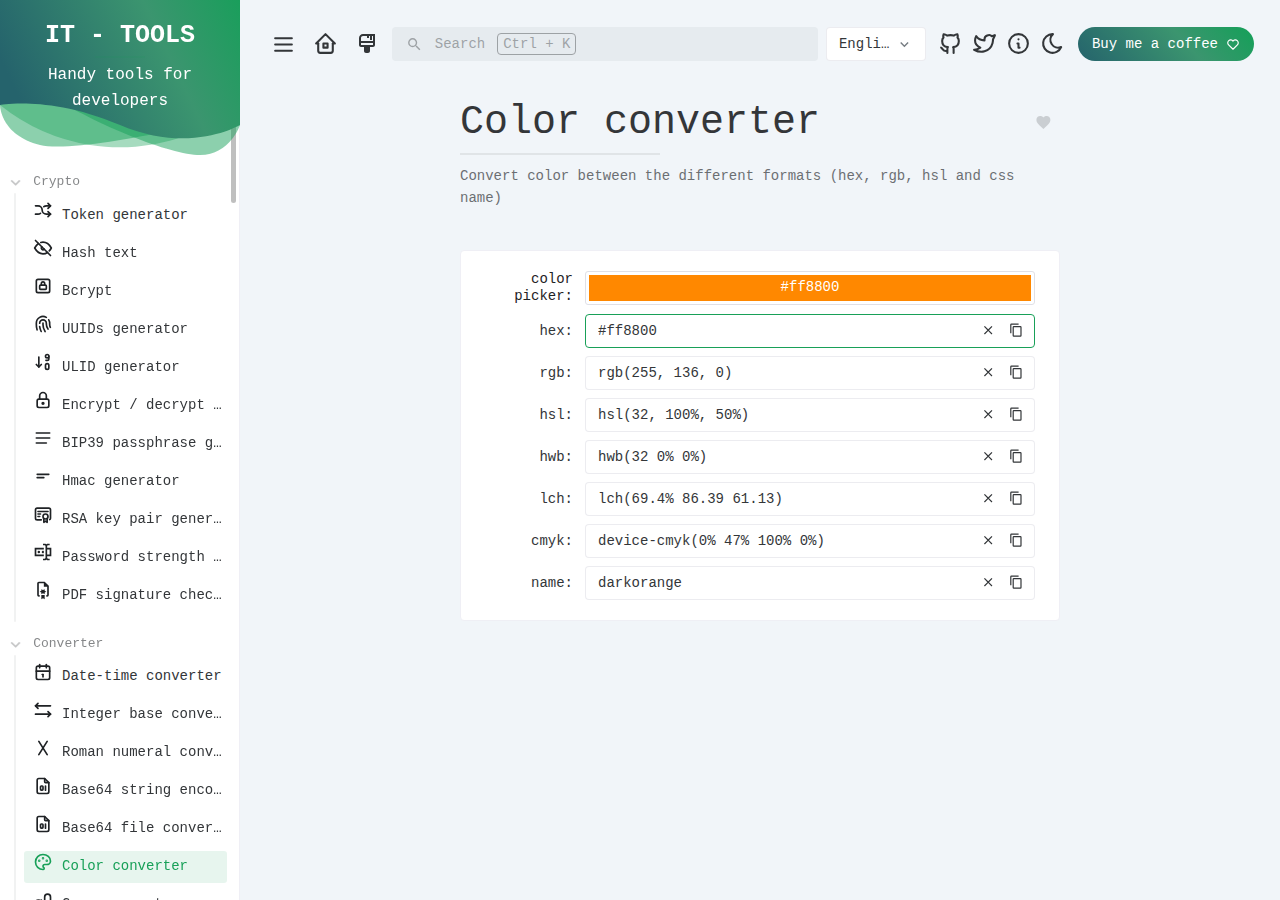 IT - TOOLS
Handy tools for
developers
Search Ctrl + K
Engli…
Buy me a coffee
Crypto
Token generator
Hash text
Bcrypt
UUIDs generator
ULID generator
Encrypt / decrypt …
BIP39 passphrase g…
Hmac generator
RSA key pair gener…
Password strength …
PDF signature chec…
Converter
Date-time converter
Integer base conve…
Roman numeral conv…
Base64 string enco…
Base64 file conver…
Color converter
Color converter
Convert color between the different formats (hex, rgb, hsl and css
name)
color
picker: #ff8800
hex: #ff8800
rgb: rgb(255, 136, 0)
hsl: hsl(32, 100%, 50%)
hwb: hwb(32 0% 0%)
lch: lch(69.4% 86.39 61.13)
cmyk: device-cmyk(0% 47% 100% 0%)
name: darkorange